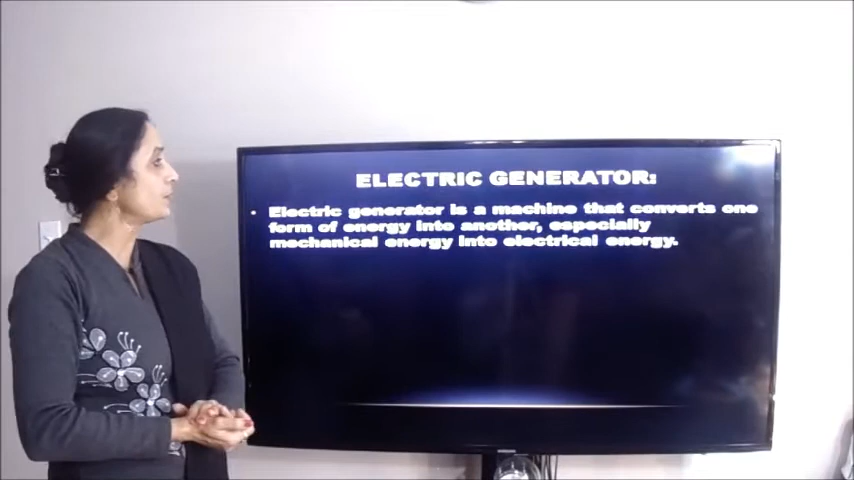 ELECTRIC GENERATOR:
• Electric generator is a machine that converts one
form of energy into another, especially
mechanical energy into electrical energy.